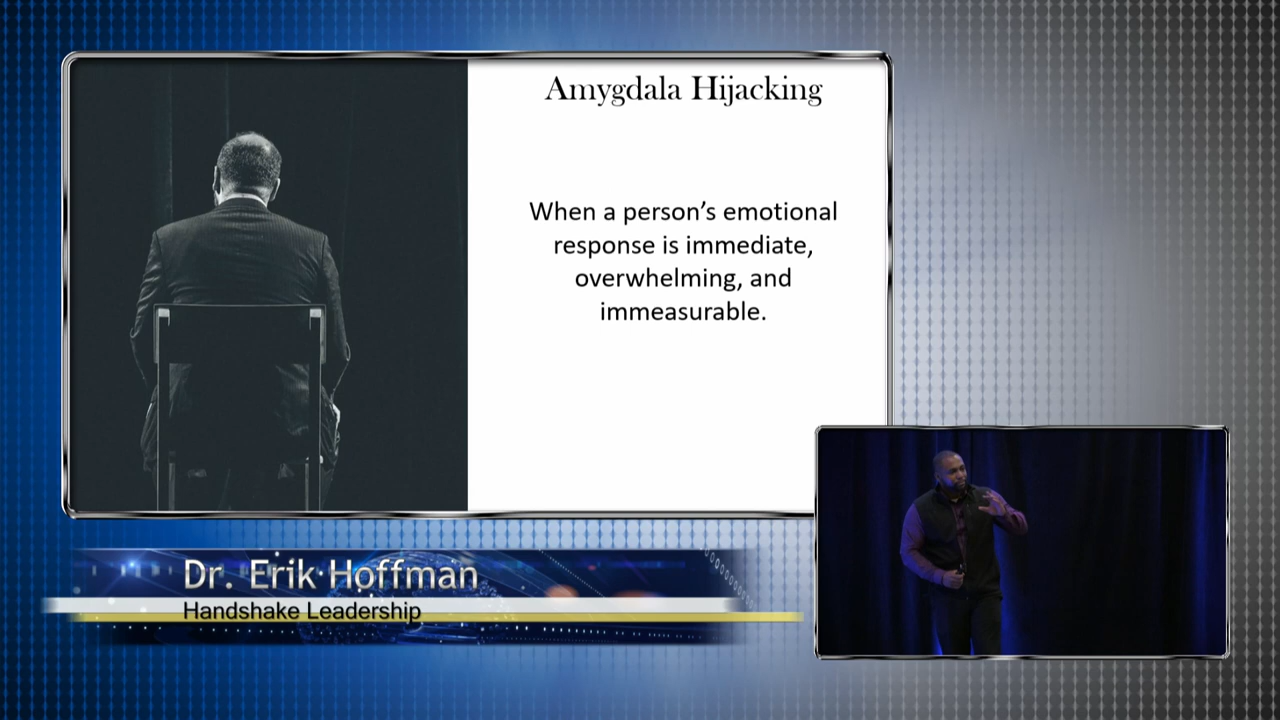 Amygdala Hijacking
When a person’s emotional
response is immediate,
overwhelming, and
immeasurable.
Dr. Erik Hoffman
Handshake Leadership